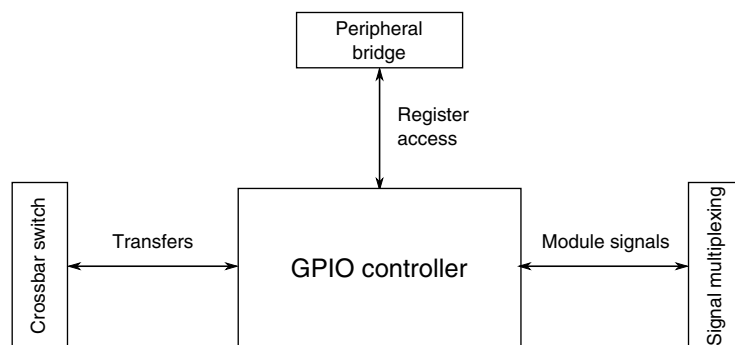 Peripheral
bridge
Register
access
Crossbar switch
Transfers
GPIO controller
Module signals
Signal multiplexing